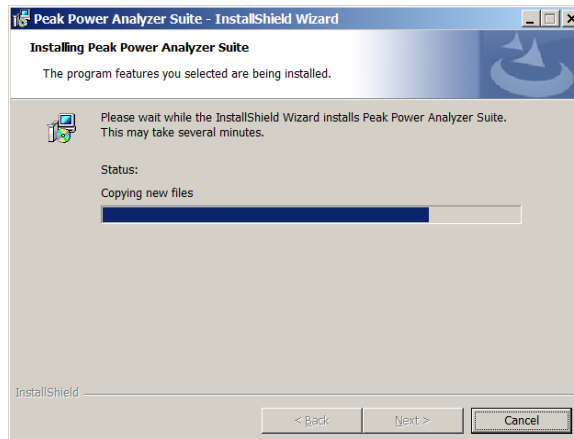 Peak Power Analyzer Suite - InstallShield Wizard
Installing Peak Power Analyzer Suite
The program features you selected are being installed.
Please wait while the InstallShield Wizard installs Peak Power Analyzer Suite.
This may take several minutes.
Status:
Copying new files
InstallShield
< Back
Next >
Cancel